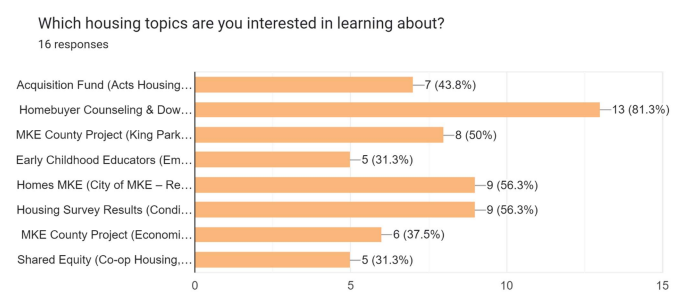 Which housing topics are you interested in learning about?
16 responses
Acquisition Fund (Acts Housing... 7 (43.8%)
Homebuyer Counseling & Dow... 13 (81.3%)
MKE County Project (King Park... 8 (50%)
Early Childhood Educators (Em... 5 (31.3%)
Homes MKE (City of MKE – Re... 9 (56.3%)
Housing Survey Results (Condi... 9 (56.3%)
MKE County Project (Economi... 6 (37.5%)
Shared Equity (Co-op Housing,... 5 (31.3%)
0 5 10 15